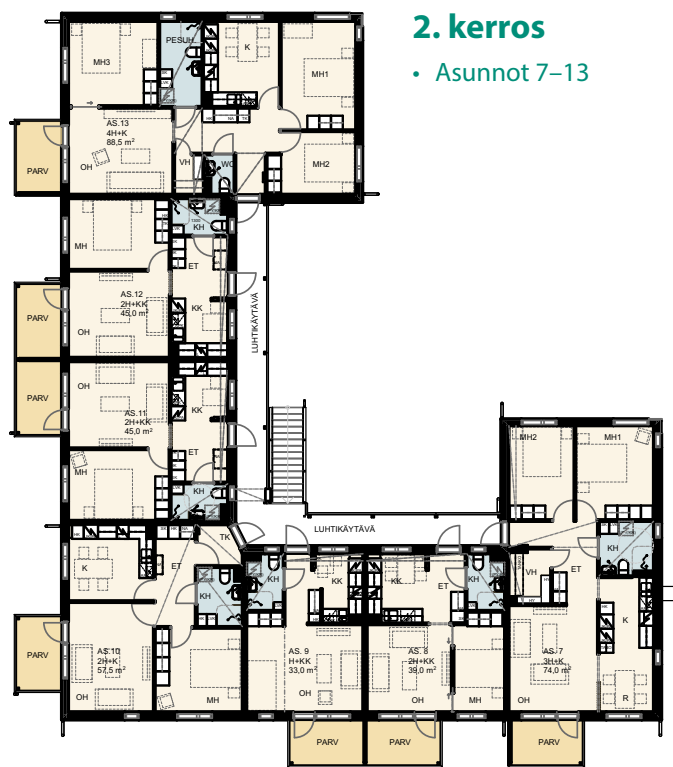 2. kerros
• Asunnot 7–13
PESUH.
K
MH3
MH1
AS.13
4H+K
88,5 m²
OH
PARV
VH
WC
MH2
KH
MH
ET
AS.12
2H+KK
45,0 m²
OH
KK
PARV
LUHTIKÄYTÄVÄ
OH
PARV
AS.11
2H+KK
45,0 m²
KK
ET
MH
KH
MH2
MH1
LUHTIKÄYTÄVÄ
TK
K
ET
KH
KH
KK
KK
ET
KH
KH
VH
ET
K
PARV
AS.10
2H+K
57,5 m²
OH
MH
AS. 9
H+KK
33,0 m²
OH
AS. 8
2H+KK
39,0 m²
OH
MH
AS. 7
3H+K
74,0 m²
OH
R
PARV
PARV
PARV